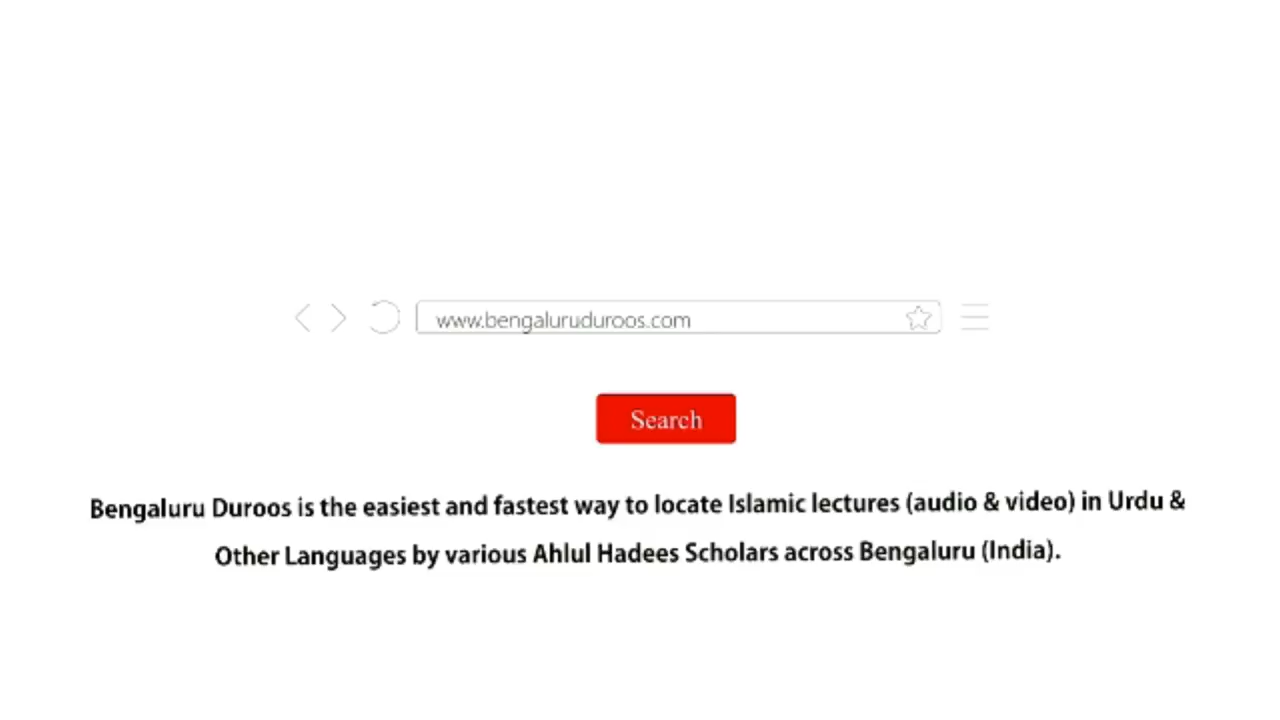 www.bengaluruduroos.com
Search
Bengaluru Duroos is the easiest and fastest way to locate Islamic lectures (audio & video) in Urdu &
Other Languages by various Ahlul Hadees Scholars across Bengaluru (India).